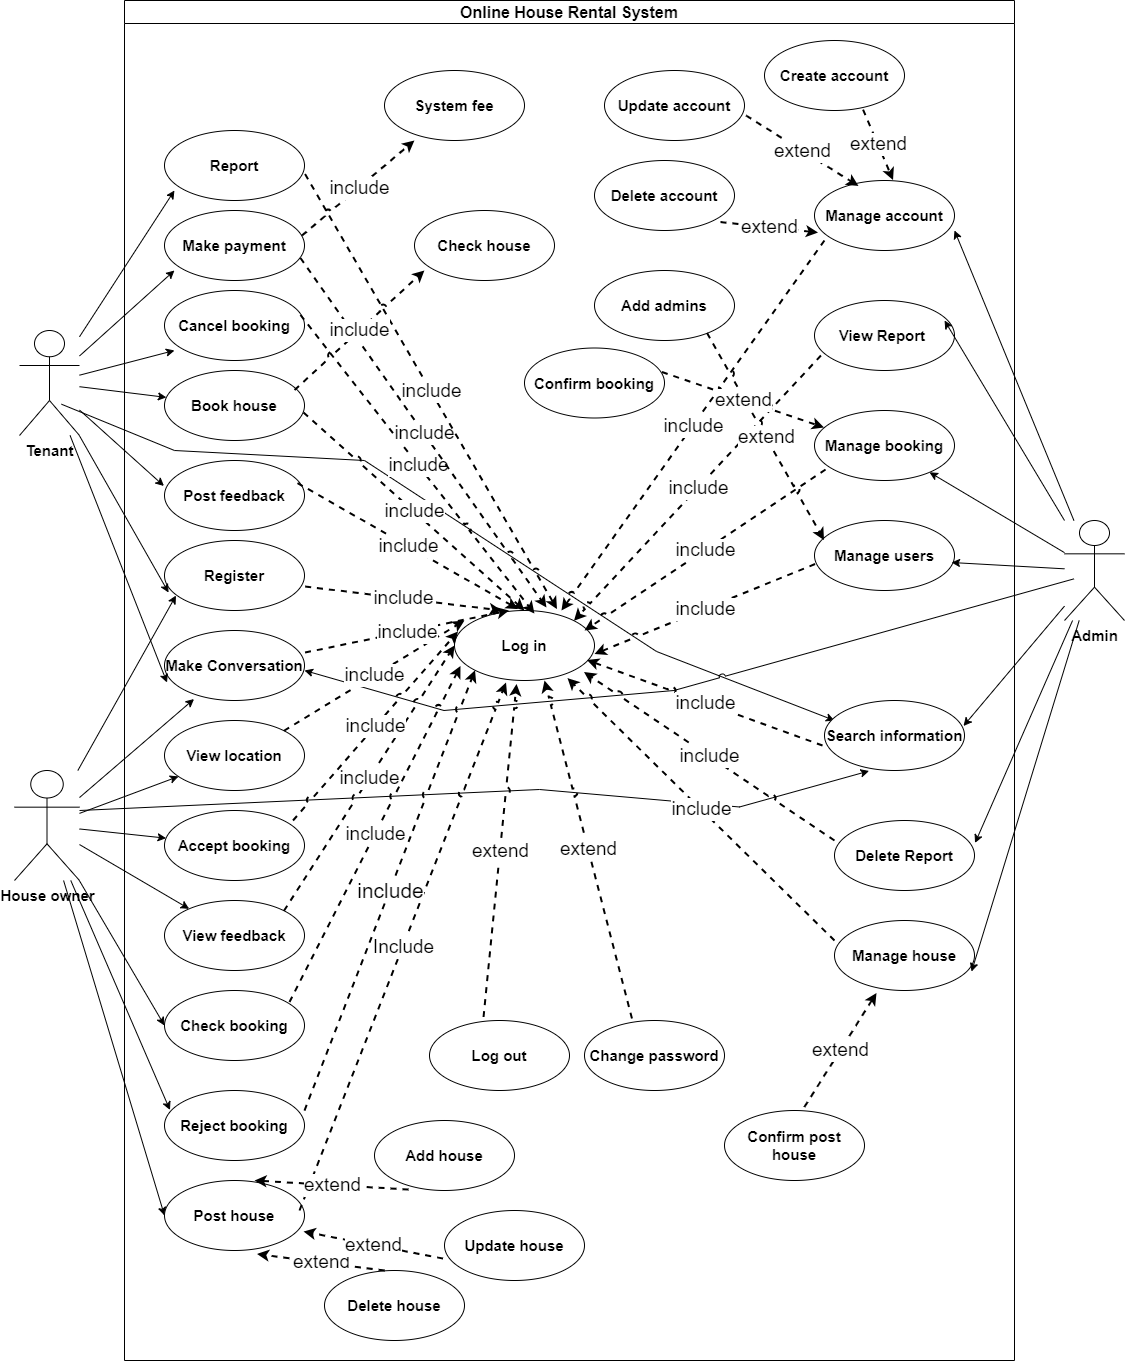 Online House Rental System
Create account
System fee
Update account
extend
extend
Report
include
Delete account
Manage account
Make payment
Check house
extend
Add admins
Cancel booking
include
View Report
Confirm booking
include
Book house
extend
include
include
extend
Manage booking
Tenant
include
include
Post feedback
include
include
include
Manage users
Register
include
include
include
Admin
Log in
Make Conversation
include
include
include
View location
include
Search information
include
include
include
Accept booking
extend
extend
Delete Report
House owner
include
View feedback
Include
Manage house
Check booking
Log out
Change password
extend
Reject booking
Confirm post
house
Add house
extend
Post house
extend
Update house
extend
Delete house